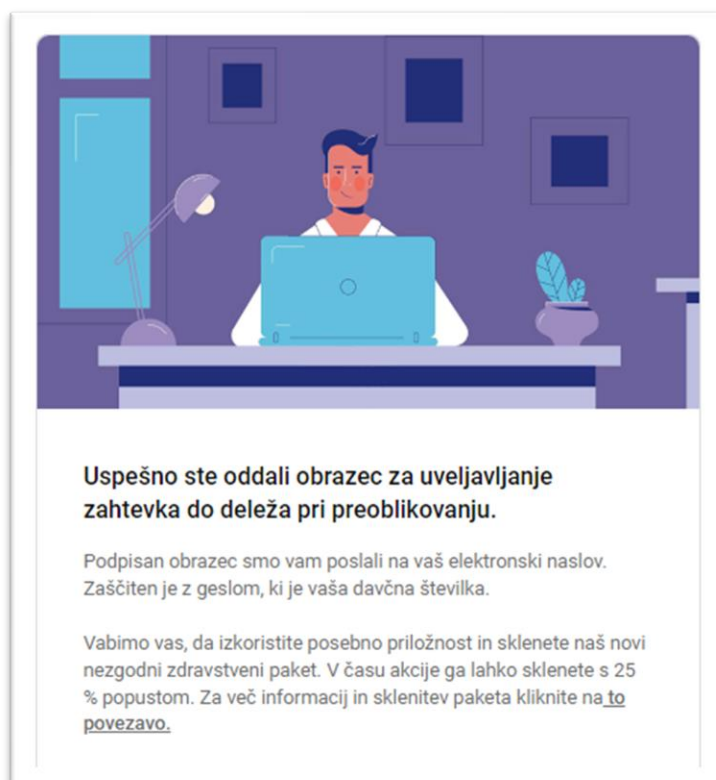 Uspešno ste oddali obrazec za uveljavljanje
zahtevka do deleža pri preoblikovanju.
Podpisan obrazec smo vam poslali na vaš elektronski naslov.
Zaščiten je z geslom, ki je vaša davčna številka.
Vabimo vas, da izkoristite posebno priložnost in sklenete naš novi
nezgodni zdravstveni paket. V času akcije ga lahko sklenete s 25
% popustom. Za več informacij in sklenitev paketa kliknite na to
povezavo.